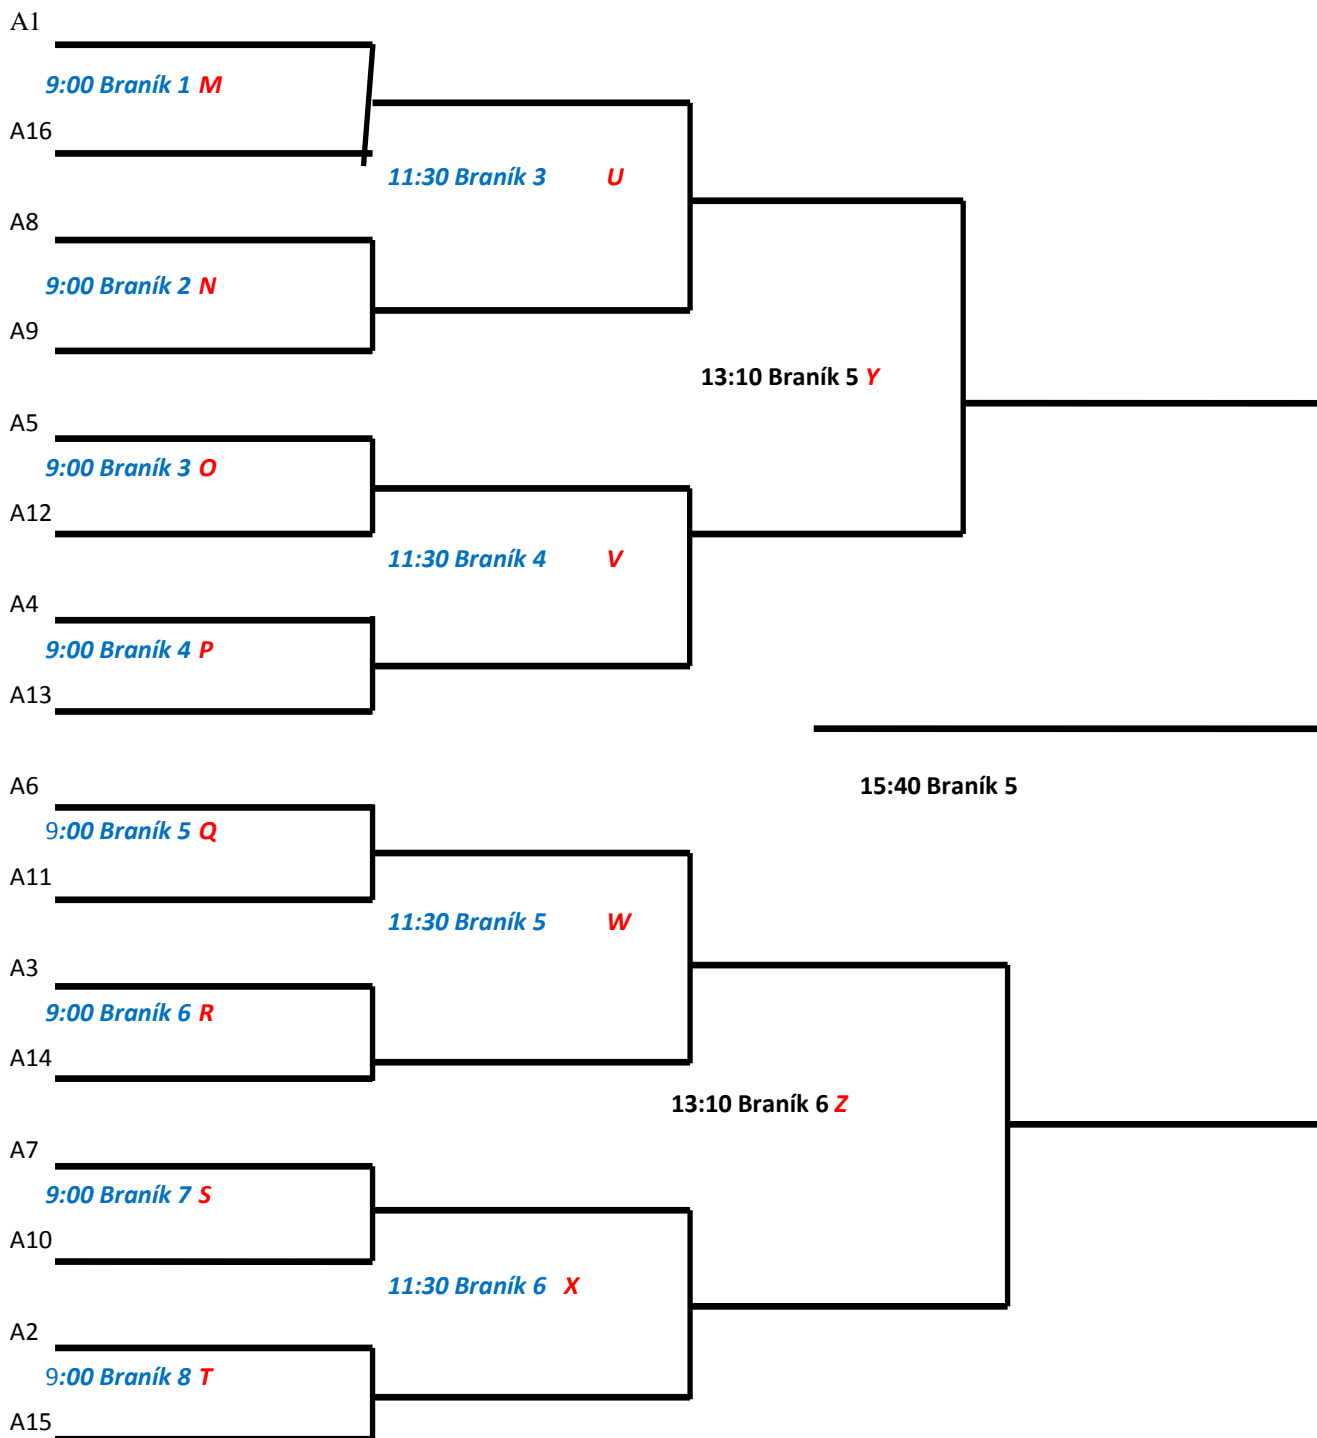 A1
9:00 Braník 1 M
A16
11:30 Braník 3 U
A8
9:00 Braník 2 N
A9
13:10 Braník 5 Y
A5
9:00 Braník 3 O
A12
11:30 Braník 4 V
A4
9:00 Braník 4 P
A13
15:40 Braník 5
A6
9:00 Braník 5 Q
A11
11:30 Braník 5 W
A3
9:00 Braník 6 R
A14
13:10 Braník 6 Z
A7
9:00 Braník 7 S
A10
11:30 Braník 6 X
A2
9:00 Braník 8 T
A15